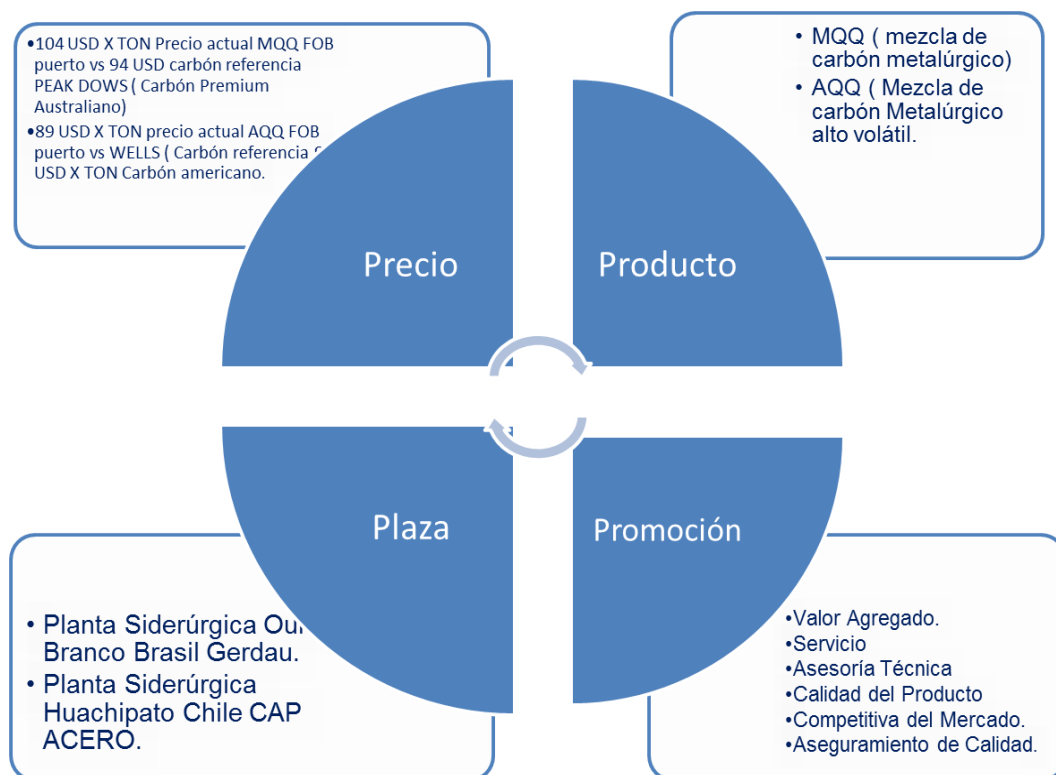 •104 USD X TON Precio actual MQQ FOB
puerto vs 94 USD carbón referencia
PEAK DOWS ( Carbón Premium
Australiano)
•89 USD X TON precio actual AQQ FOB
puerto vs WELLS ( Carbón referencia
USD X TON Carbón americano.
• MQQ ( mezcla de
carbón metalúrgico)
• AQQ ( Mezcla de
carbón Metalúrgico
alto volátil.
Precio
Producto
Plaza
Promoción
• Planta Siderúrgica
Branco Brasil Gerdau.
• Planta Siderúrgica
Huachipato Chile CAP
ACERO.
•Valor Agregado.
•Servicio
•Asesoría Técnica
•Calidad del Producto
•Competitiva del Mercado.
•Aseguramiento de Calidad.